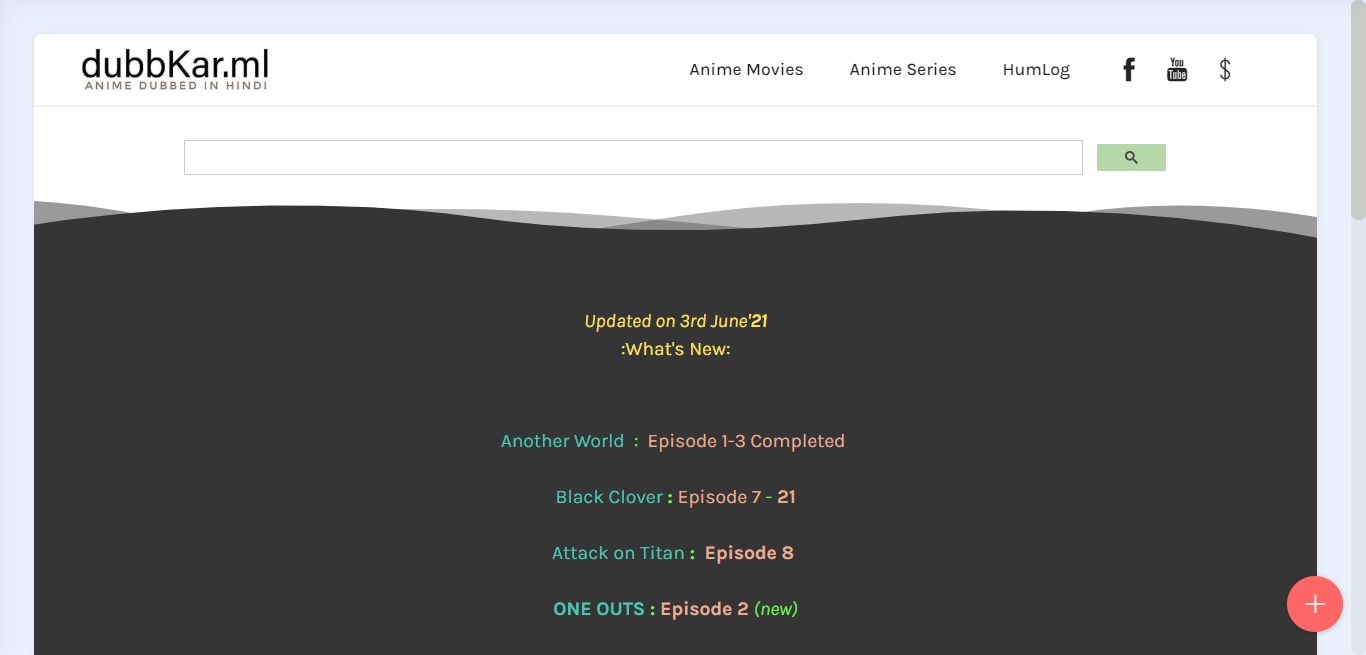 dubbKar.ml
ANIME DUBBED IN HINDI
Anime Movies
Anime Series
HumLog
f
You Tube
$
Updated on 3rd June'21
:What's New:
Another World : Episode 1-3 Completed
Black Clover : Episode 7 - 21
Attack on Titan : Episode 8
ONE OUTS : Episode 2 (new)
+